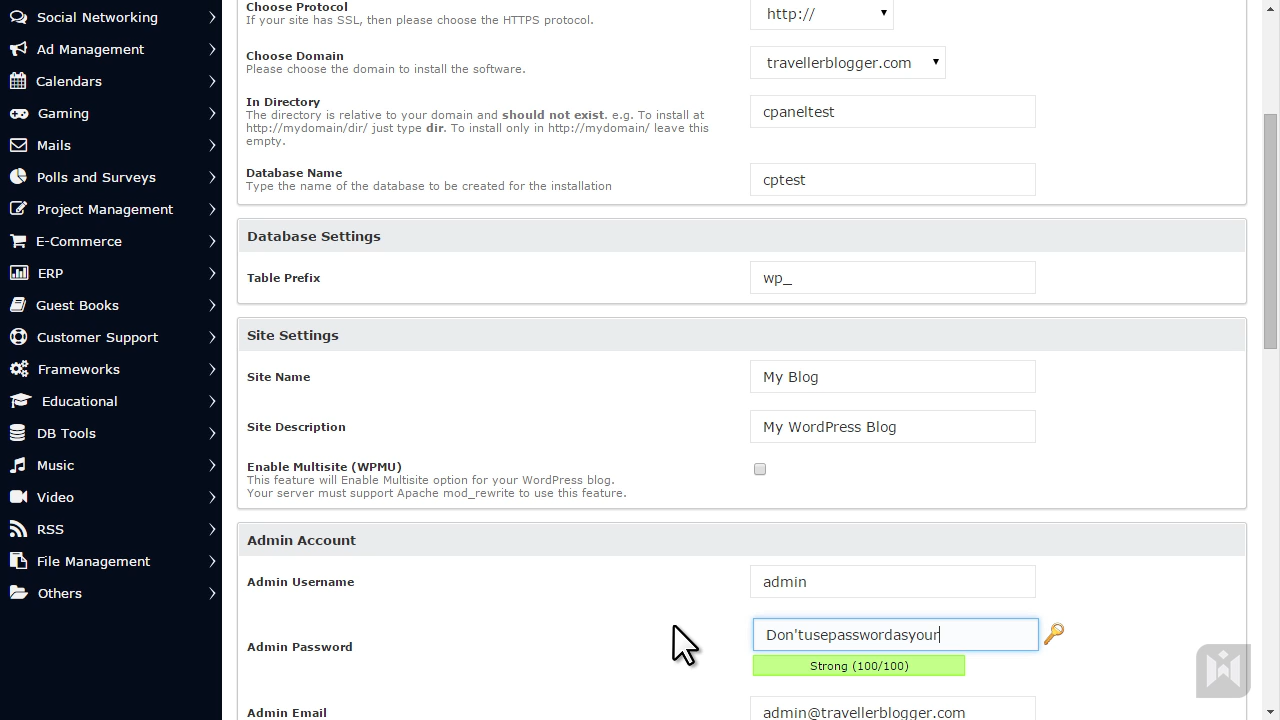 Social Networking
Ad Management
Calendars
Gaming
Mails
Polls and Surveys
Project Management
E-Commerce
ERP
Guest Books
Customer Support
Frameworks
Educational
DB Tools
Music
Video
RSS
File Management
Others
Choose Protocol
If your site has SSL, then please choose the HTTPS protocol.
http://
Choose Domain
Please choose the domain to install the software.
travellerblogger.com
In Directory
The directory is relative to your domain and should not exist. e.g. To install at
http://mydomain/dir/ just type dir. To install only in http://mydomain/ leave this
empty.
cpaneltest
Database Name
Type the name of the database to be created for the installation
cptest
Database Settings
Table Prefix
wp_
Site Settings
Site Name
My Blog
Site Description
My WordPress Blog
Enable Multisite (WPMU)
This feature will Enable Multisite option for your WordPress blog.
Your server must support Apache mod_rewrite to use this feature.
Admin Account
Admin Username
admin
Admin Password
Don'tusepasswordasyour
Strong (100/100)
Admin Email
admin@travellerblogger.com